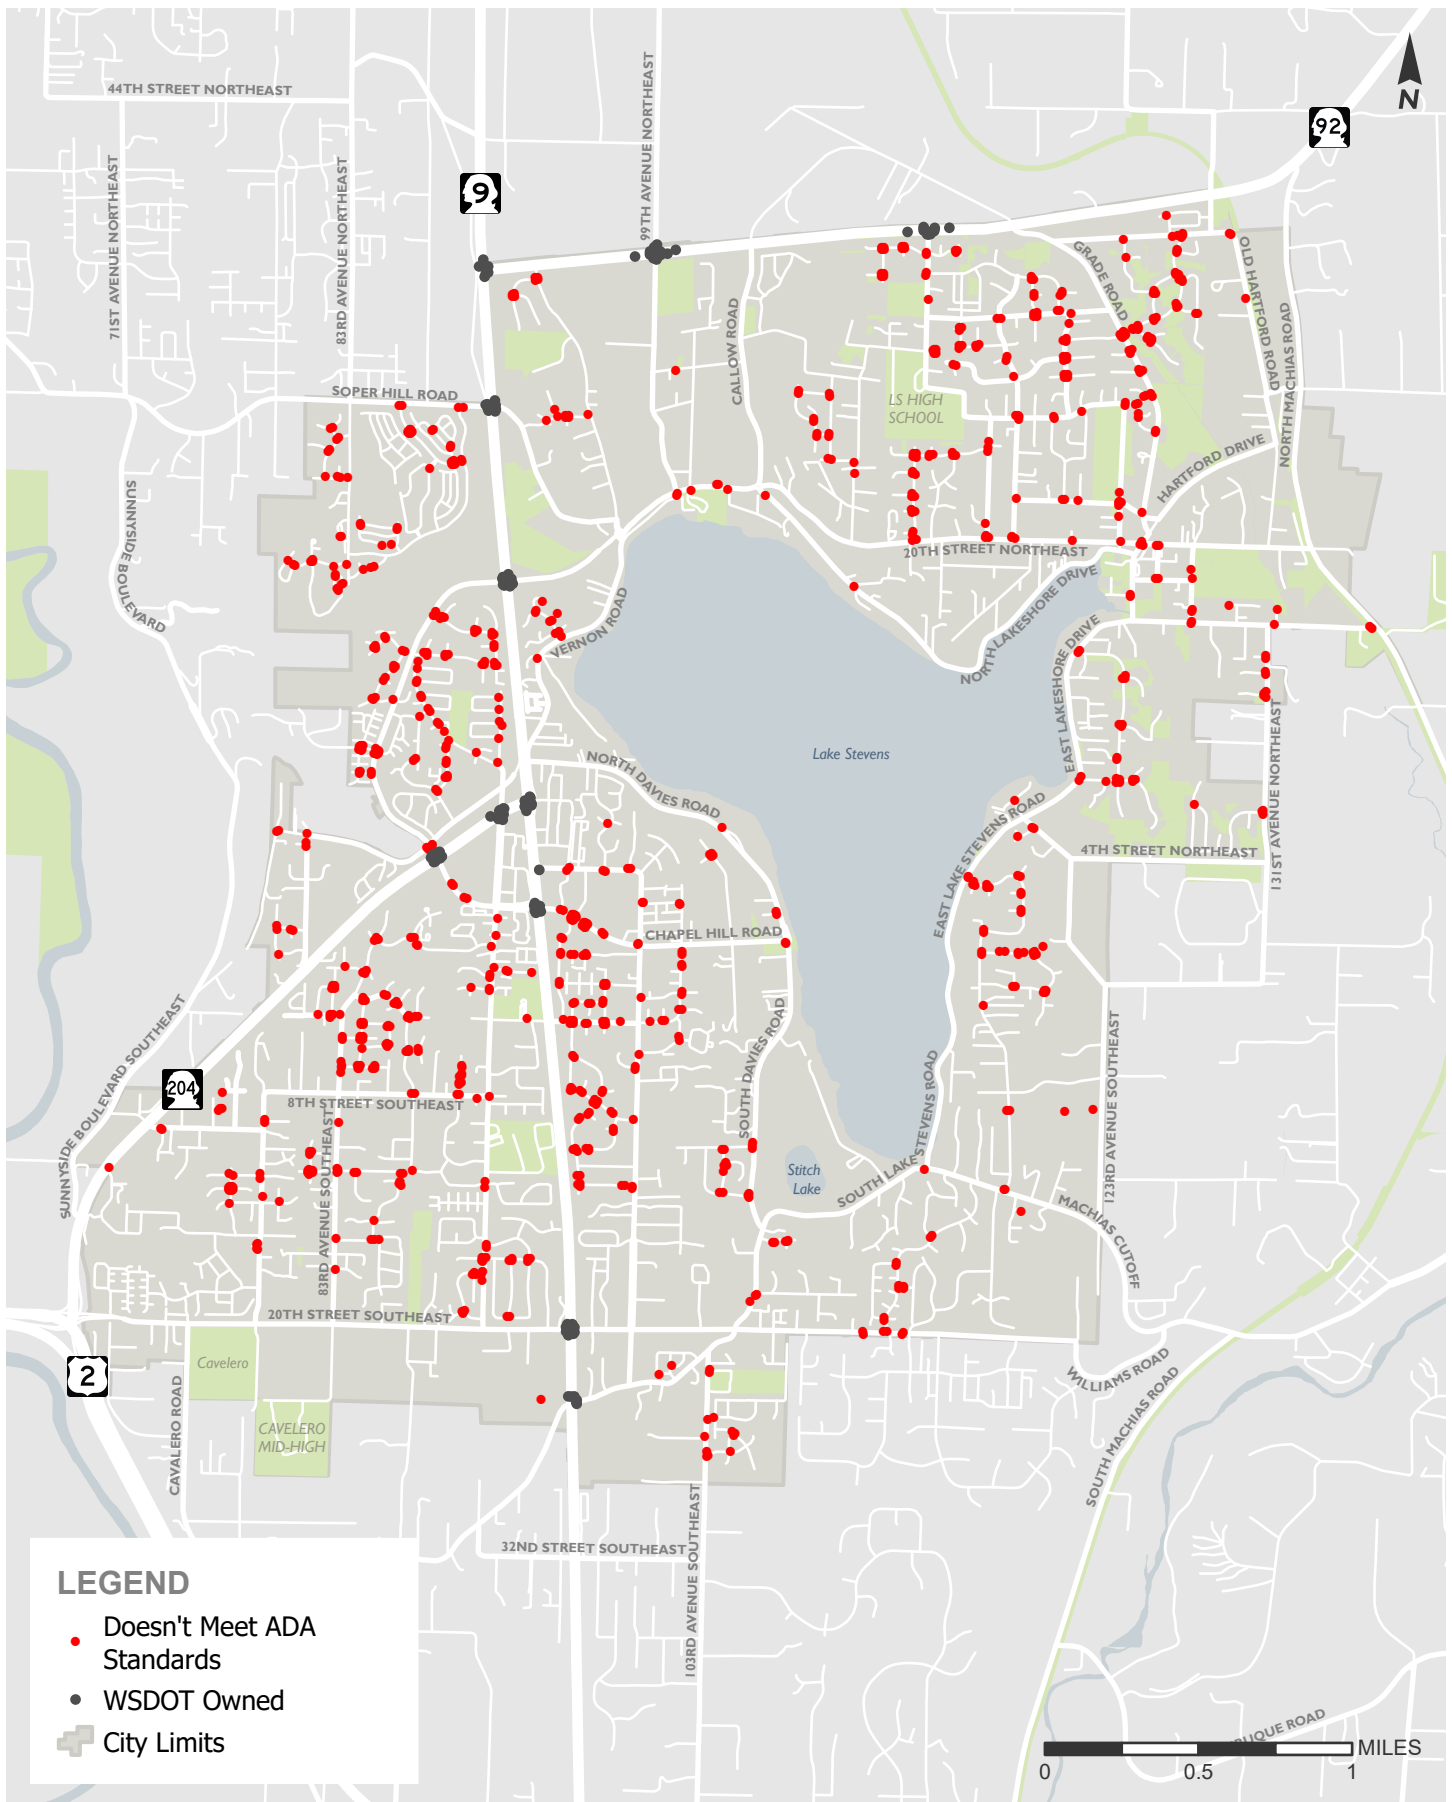 44TH STREET NORTHEAST
99TH AVENUE NORTHEAST
N
92
71ST AVENUE NORTHEAST
83RD AVENUE NORTHEAST
9
GRADE ROAD
OLD HARTFORD ROAD
NORTH MACHIAS ROAD
CALLOW ROAD
SOPER HILL ROAD
LS HIGH
SCHOOL
HARTFORD DRIVE
SUNNYSIDE BOULEVARD
20TH STREET NORTHEAST
NORTH LAKESHORE DRIVE
VERNON ROAD
EAST LAKESHORE DRIVE
131ST AVENUE NORTHEAST
Lake Stevens
NORTH DAVIES ROAD
EAST LAKE STEVENS ROAD
4TH STREET NORTHEAST
CHAPEL HILL ROAD
SUNNYSIDE BOULEVARD SOUTHEAST
SOUTH DAVIES ROAD
204
8TH STREET SOUTHEAST
83RD AVENUE SOUTHEAST
123RD AVENUE SOUTHEAST
Stitch
Lake
SOUTH LAKE STEVENS ROAD
MACHIAS CUTOFF
20TH STREET SOUTHEAST
2
Cavelero
CAVALERO ROAD
CAVELERO
MID-HIGH
WILLIAMS ROAD
SOUTH MACHIAS ROAD
32ND STREET SOUTHEAST
103RD AVENUE SOUTHEAST
LEGEND
Doesn't Meet ADA
Standards
WSDOT Owned
City Limits
ROAD
MILES
0 0.5 1